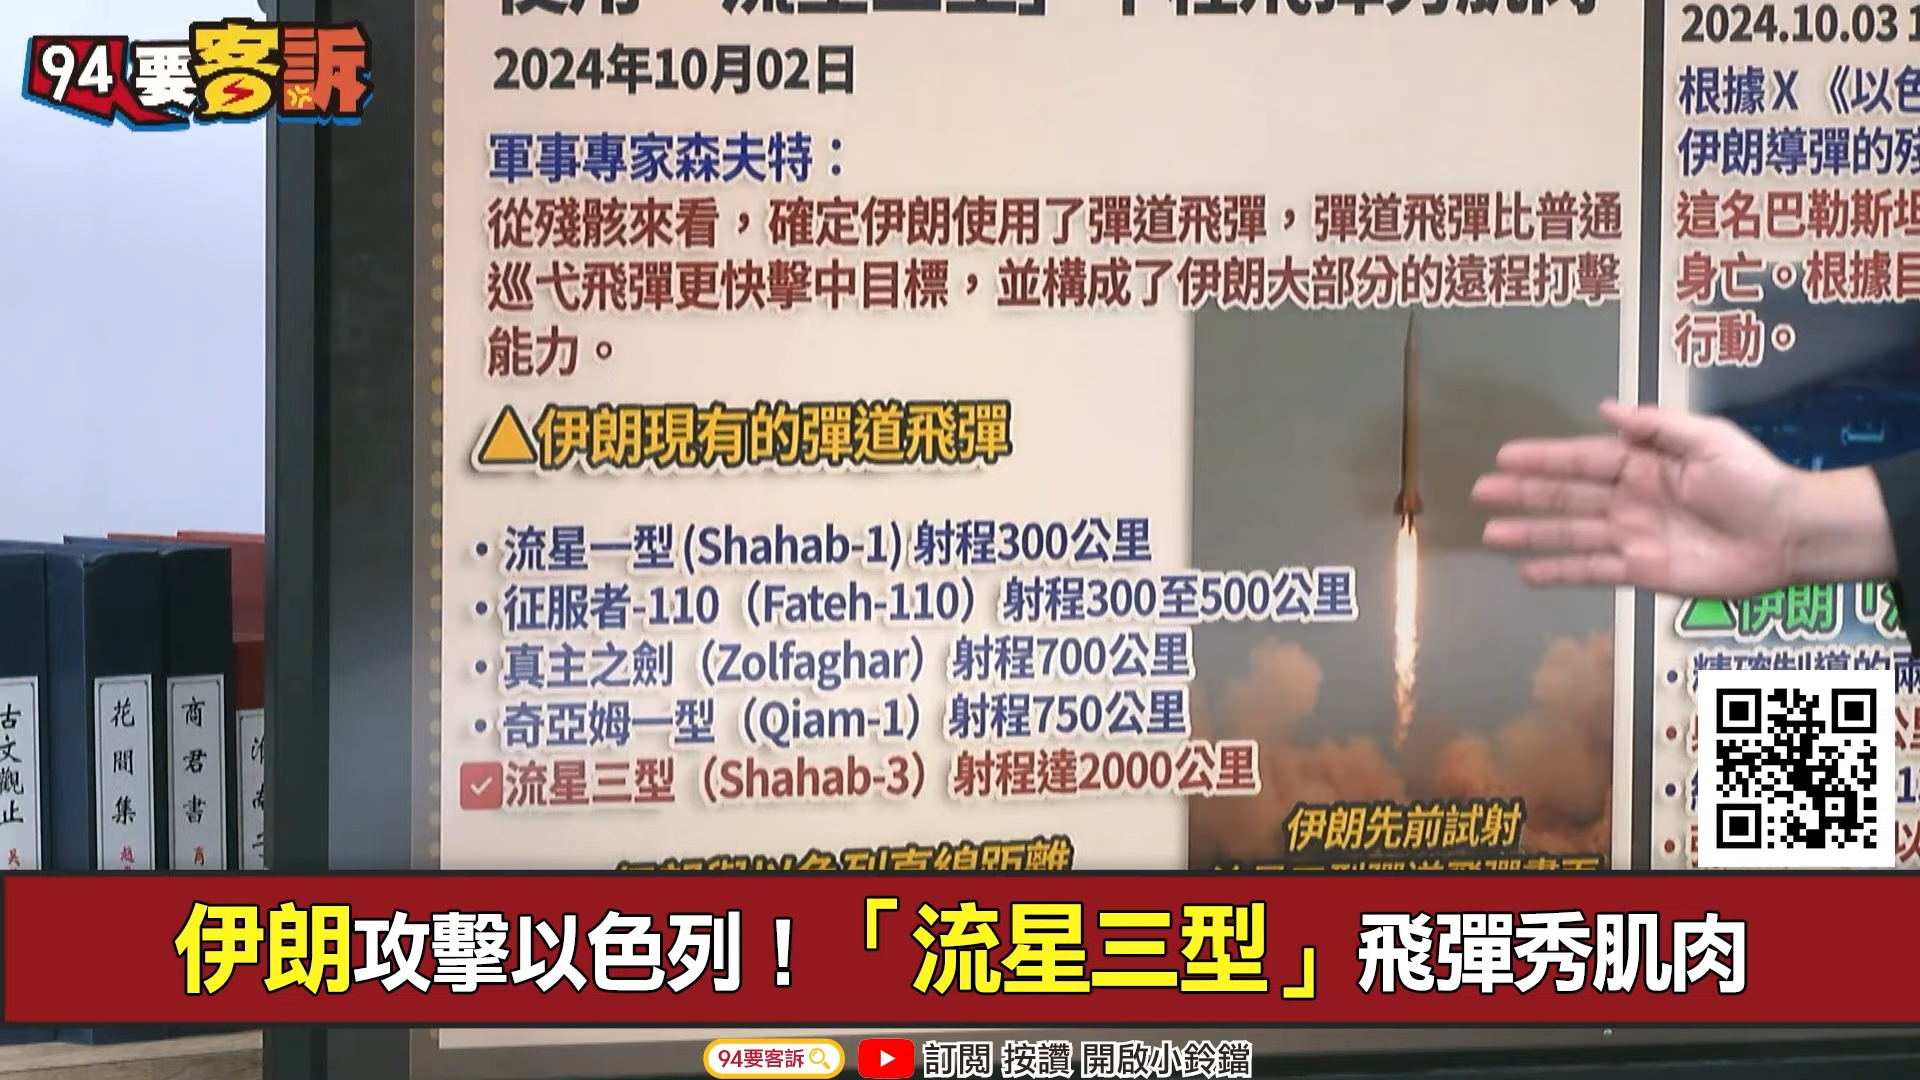 94要客訴
2024年10月02日
軍事專家森夫特：
從殘骸來看，確定伊朗使用了彈道飛彈，彈道飛彈比普通
巡弋飛彈更快擊中目標，並構成了伊朗大部分的遠程打擊
能力。
▲伊朗現有的彈道飛彈
・流星一型(Shahab-1)射程300公里
・征服者-110（Fateh-110）射程300至500公里
・真主之劍（Zolfaghar）射程700公里
・奇亞姆一型（Qiam-1）射程750公里
流星三型（Shahab-3）射程達2000公里
伊朗先前試射
2024.10.03 1
根據X《以色
伊朗導彈的殘
這名巴勒斯坦
身亡。根據目
行動。
▲伊朗「
古文觀止
花間集
商君書
伊朗攻擊以色列！「流星三型」飛彈秀肌肉
94要客訴
訂閱 按讚 開啟小鈴鐺